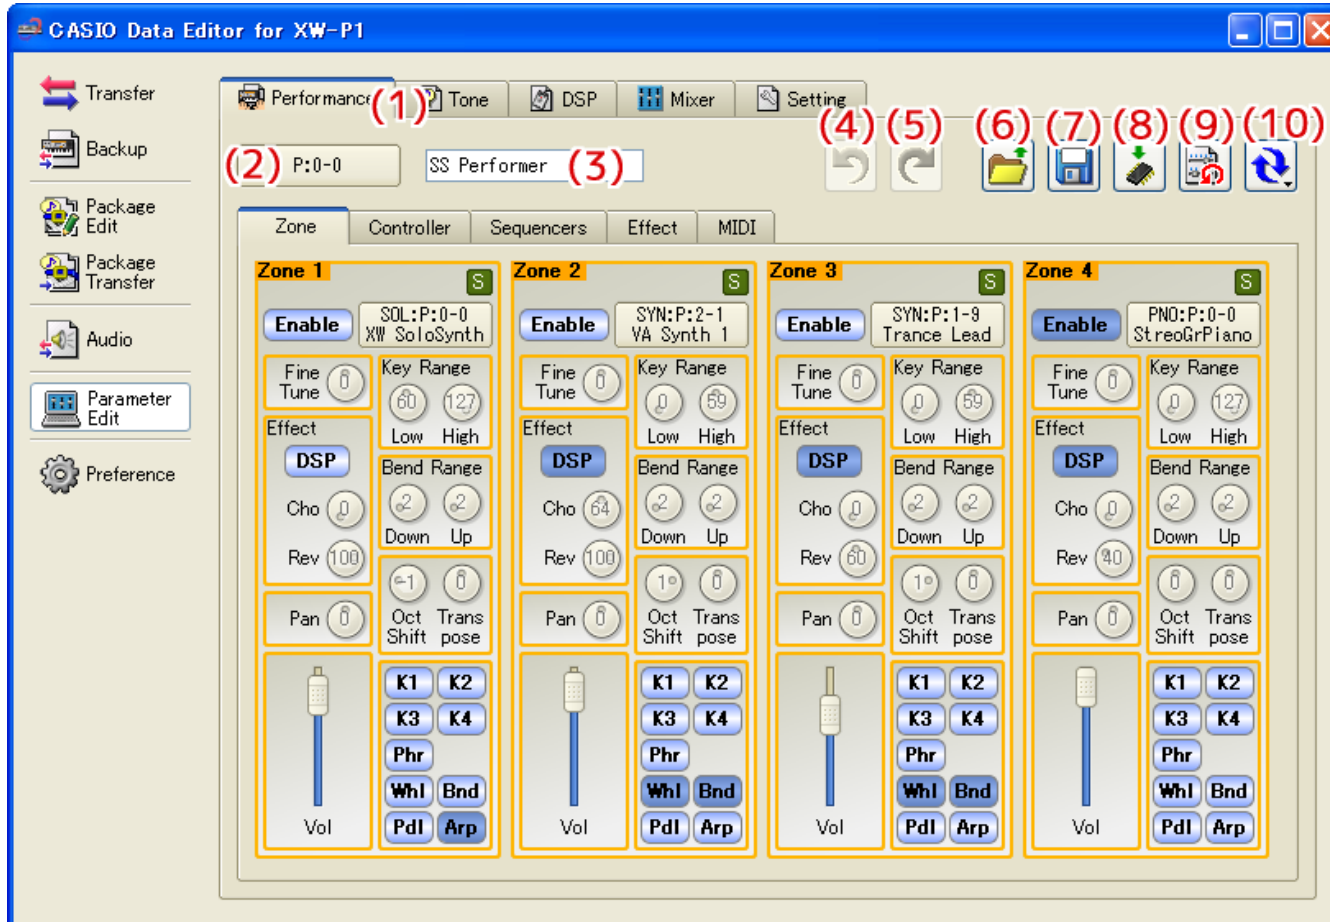 CASIO Data Editor for XW-P1
Transfer
Backup
Package
Edit
Package
Transfer
Audio
Parameter
Edit
Preference
Performance
(1)
Tone
DSP
Mixer
Setting
(2)
P:0-0
SS Performer
(3)
(4)
(5)
(6)
(7)
(8)
(9)
(10)
Zone
Controller
Sequencers
Effect
MIDI
Zone 1
S
Enable
SOL:P:0-0
XW SoloSynth
Fine
Tune
0
Key Range
60
127
Low
High
Effect
DSP
Cho
0
Rev
100
Bend Range
2
2
Down
Up
Pan
0
-1
0
Oct
Shift
Trans
pose
Vol
K1
K2
K3
K4
Phr
Whl
Bnd
Pdl
Arp
Zone 2
S
Enable
SYN:P:2-1
VA Synth 1
Fine
Tune
0
Key Range
0
59
Low
High
Effect
DSP
Cho
64
Rev
100
Bend Range
2
2
Down
Up
Pan
0
1
0
Oct
Shift
Trans
pose
Vol
K1
K2
K3
K4
Phr
Whl
Bnd
Pdl
Arp
Zone 3
S
Enable
SYN:P:1-9
Trance Lead
Fine
Tune
0
Key Range
0
59
Low
High
Effect
DSP
Cho
0
Rev
60
Bend Range
2
2
Down
Up
Pan
0
1
0
Oct
Shift
Trans
pose
Vol
K1
K2
K3
K4
Phr
Whl
Bnd
Pdl
Arp
Zone 4
S
Enable
PNO:P:0-0
StreoGrPiano
Fine
Tune
0
Key Range
0
127
Low
High
Effect
DSP
Cho
0
Rev
40
Bend Range
2
2
Down
Up
Pan
0
0
0
Oct
Shift
Trans
pose
Vol
K1
K2
K3
K4
Phr
Whl
Bnd
Pdl
Arp